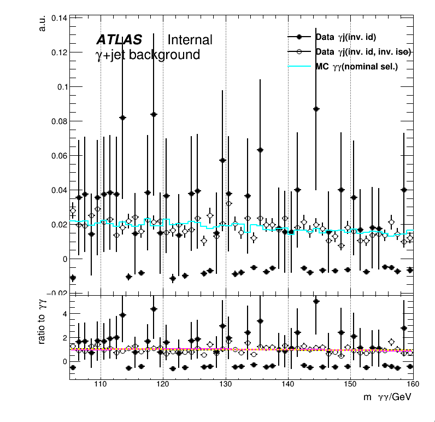 a.u.
0.14
ATLAS Internal
Data γj(inv. id)
γ+jet background
Data γj(inv. id, inv. iso)
0.12
MC γγ(nominal sel.)
0.1
0.08
0.06
0.04
0.02
0
−0.02
ratio to γγ
4
2
0
110 120 130 140 150 160
m γγ/GeV